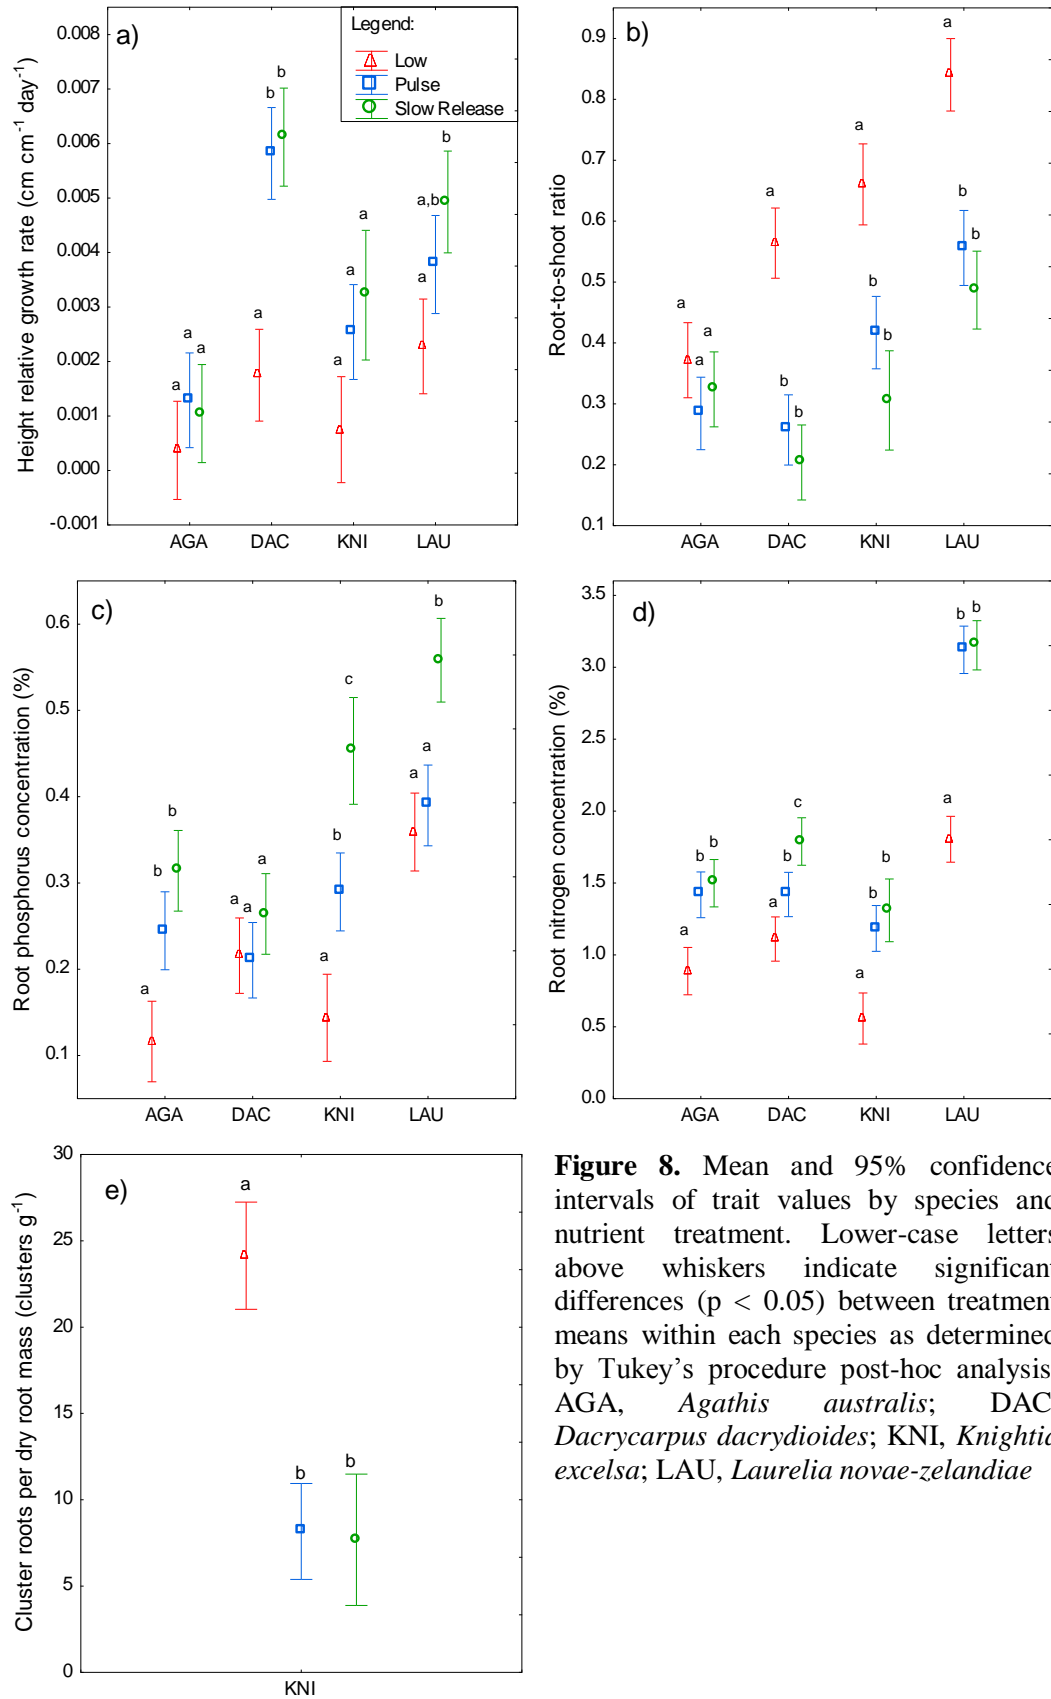 a)
Legend:
Low
Pulse
Slow Release
Height relative growth rate (cm cm-1 day-1)
0.008
0.007
0.006
0.005
0.004
0.003
0.002
0.001
0.000
-0.001
a a a
a b b
a a a
a a,b b
AGA DAC KNI LAU
b)
Root-to-shoot ratio
0.9
0.8
0.7
0.6
0.5
0.4
0.3
0.2
0.1
a a a
a b b
a b b
a b b
AGA DAC KNI LAU
c)
Root phosphorus concentration (%)
0.6
0.5
0.4
0.3
0.2
0.1
a b b
a a a
a b c
a a b
AGA DAC KNI LAU
d)
Root nitrogen concentration (%)
3.5
3.0
2.5
2.0
1.5
1.0
0.5
0.0
a b b
a b c
a b b
a b b
AGA DAC KNI LAU
e)
Cluster roots per dry root mass (clusters g-1)
30
25
20
15
10
5
0
a b b
KNI
Figure 8. Mean and 95% confidence
intervals of trait values by species and
nutrient treatment. Lower-case letters
above whiskers indicate significant
differences (p < 0.05) between treatment
means within each species as determined
by Tukey's procedure post-hoc analysis
AGA, Agathis australis; DAC
Dacrycarpus dacrydioides; KNI, Knightia
excelsa; LAU, Laurelia novae-zelandiae